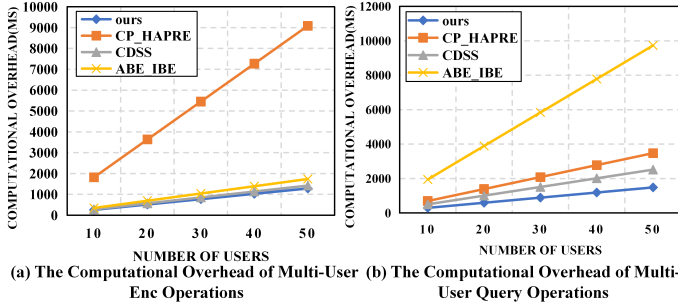 COMPUTATIONAL OVERHEAD(MS)
10000
9000
8000
7000
6000
5000
4000
3000
2000
1000
0
ours
CP_HAPRE
CDSS
ABE_IBE
10 20 30 40 50
NUMBER OF USERS
(a) The Computational Overhead of Multi-User
Enc Operations
COMPUTATIONAL OVERHEAD(MS)
12000
10000
8000
6000
4000
2000
0
ours
CP_HAPRE
CDSS
ABE_IBE
10 20 30 40 50
NUMBER OF USERS
(b) The Computational Overhead of Multi-
User Query Operations